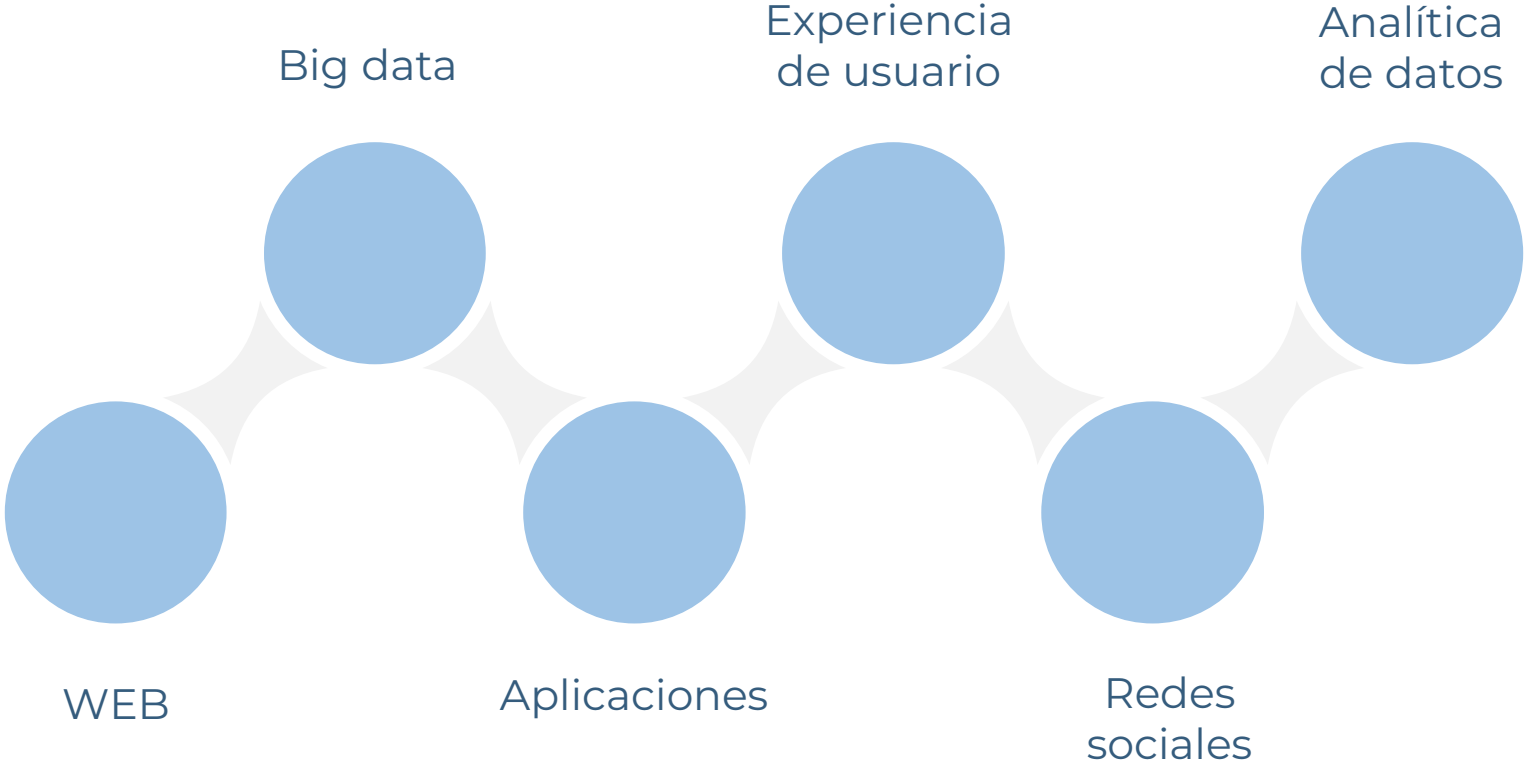 Big data
Experiencia
de usuario
Analítica
de datos
WEB
Aplicaciones
Redes
sociales